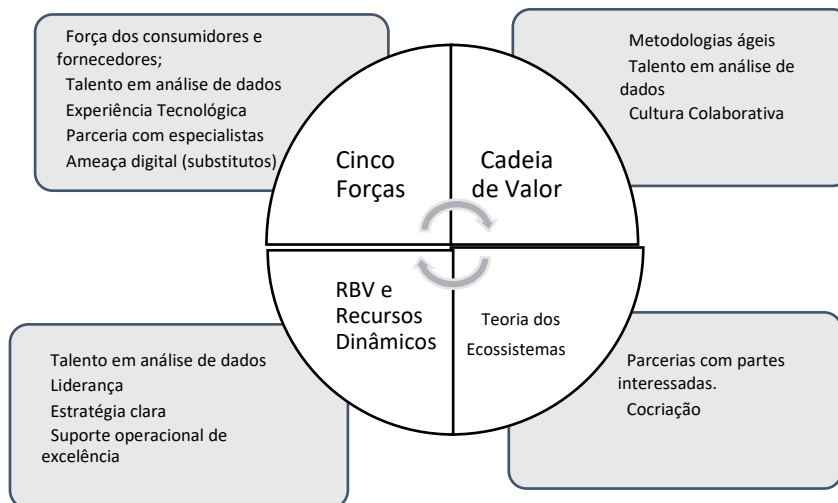 Força dos consumidores e
fornecedores;
Talento em análise de dados
Experiência Tecnológica
Parceria com especialistas
Ameaça digital (substitutos)
Metodologias ágeis
Talento em análise de
dados
Cultura Colaborativa
Cinco
Forças
Cadeia
de Valor
RBV e
Recursos
Dinâmicos
Teoria dos
Ecossistemas
Talento em análise de dados
Liderança
Estratégia clara
Suporte operacional de
excelência
Parcerias com partes
interessadas.
Cocriação